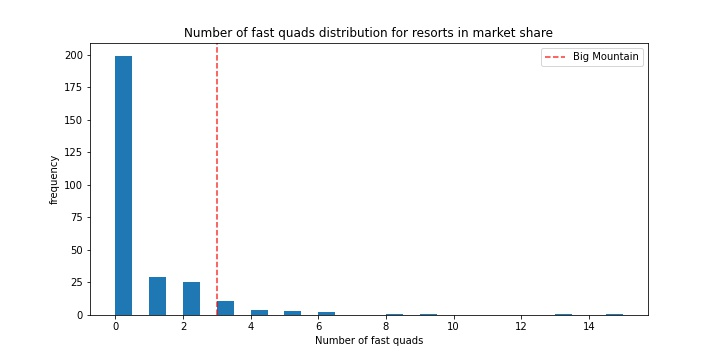 Number of fast quads distribution for resorts in market share
Big Mountain
frequency
200
175
150
125
100
75
50
25
0
0 2 4 6 8 10 12 14
Number of fast quads